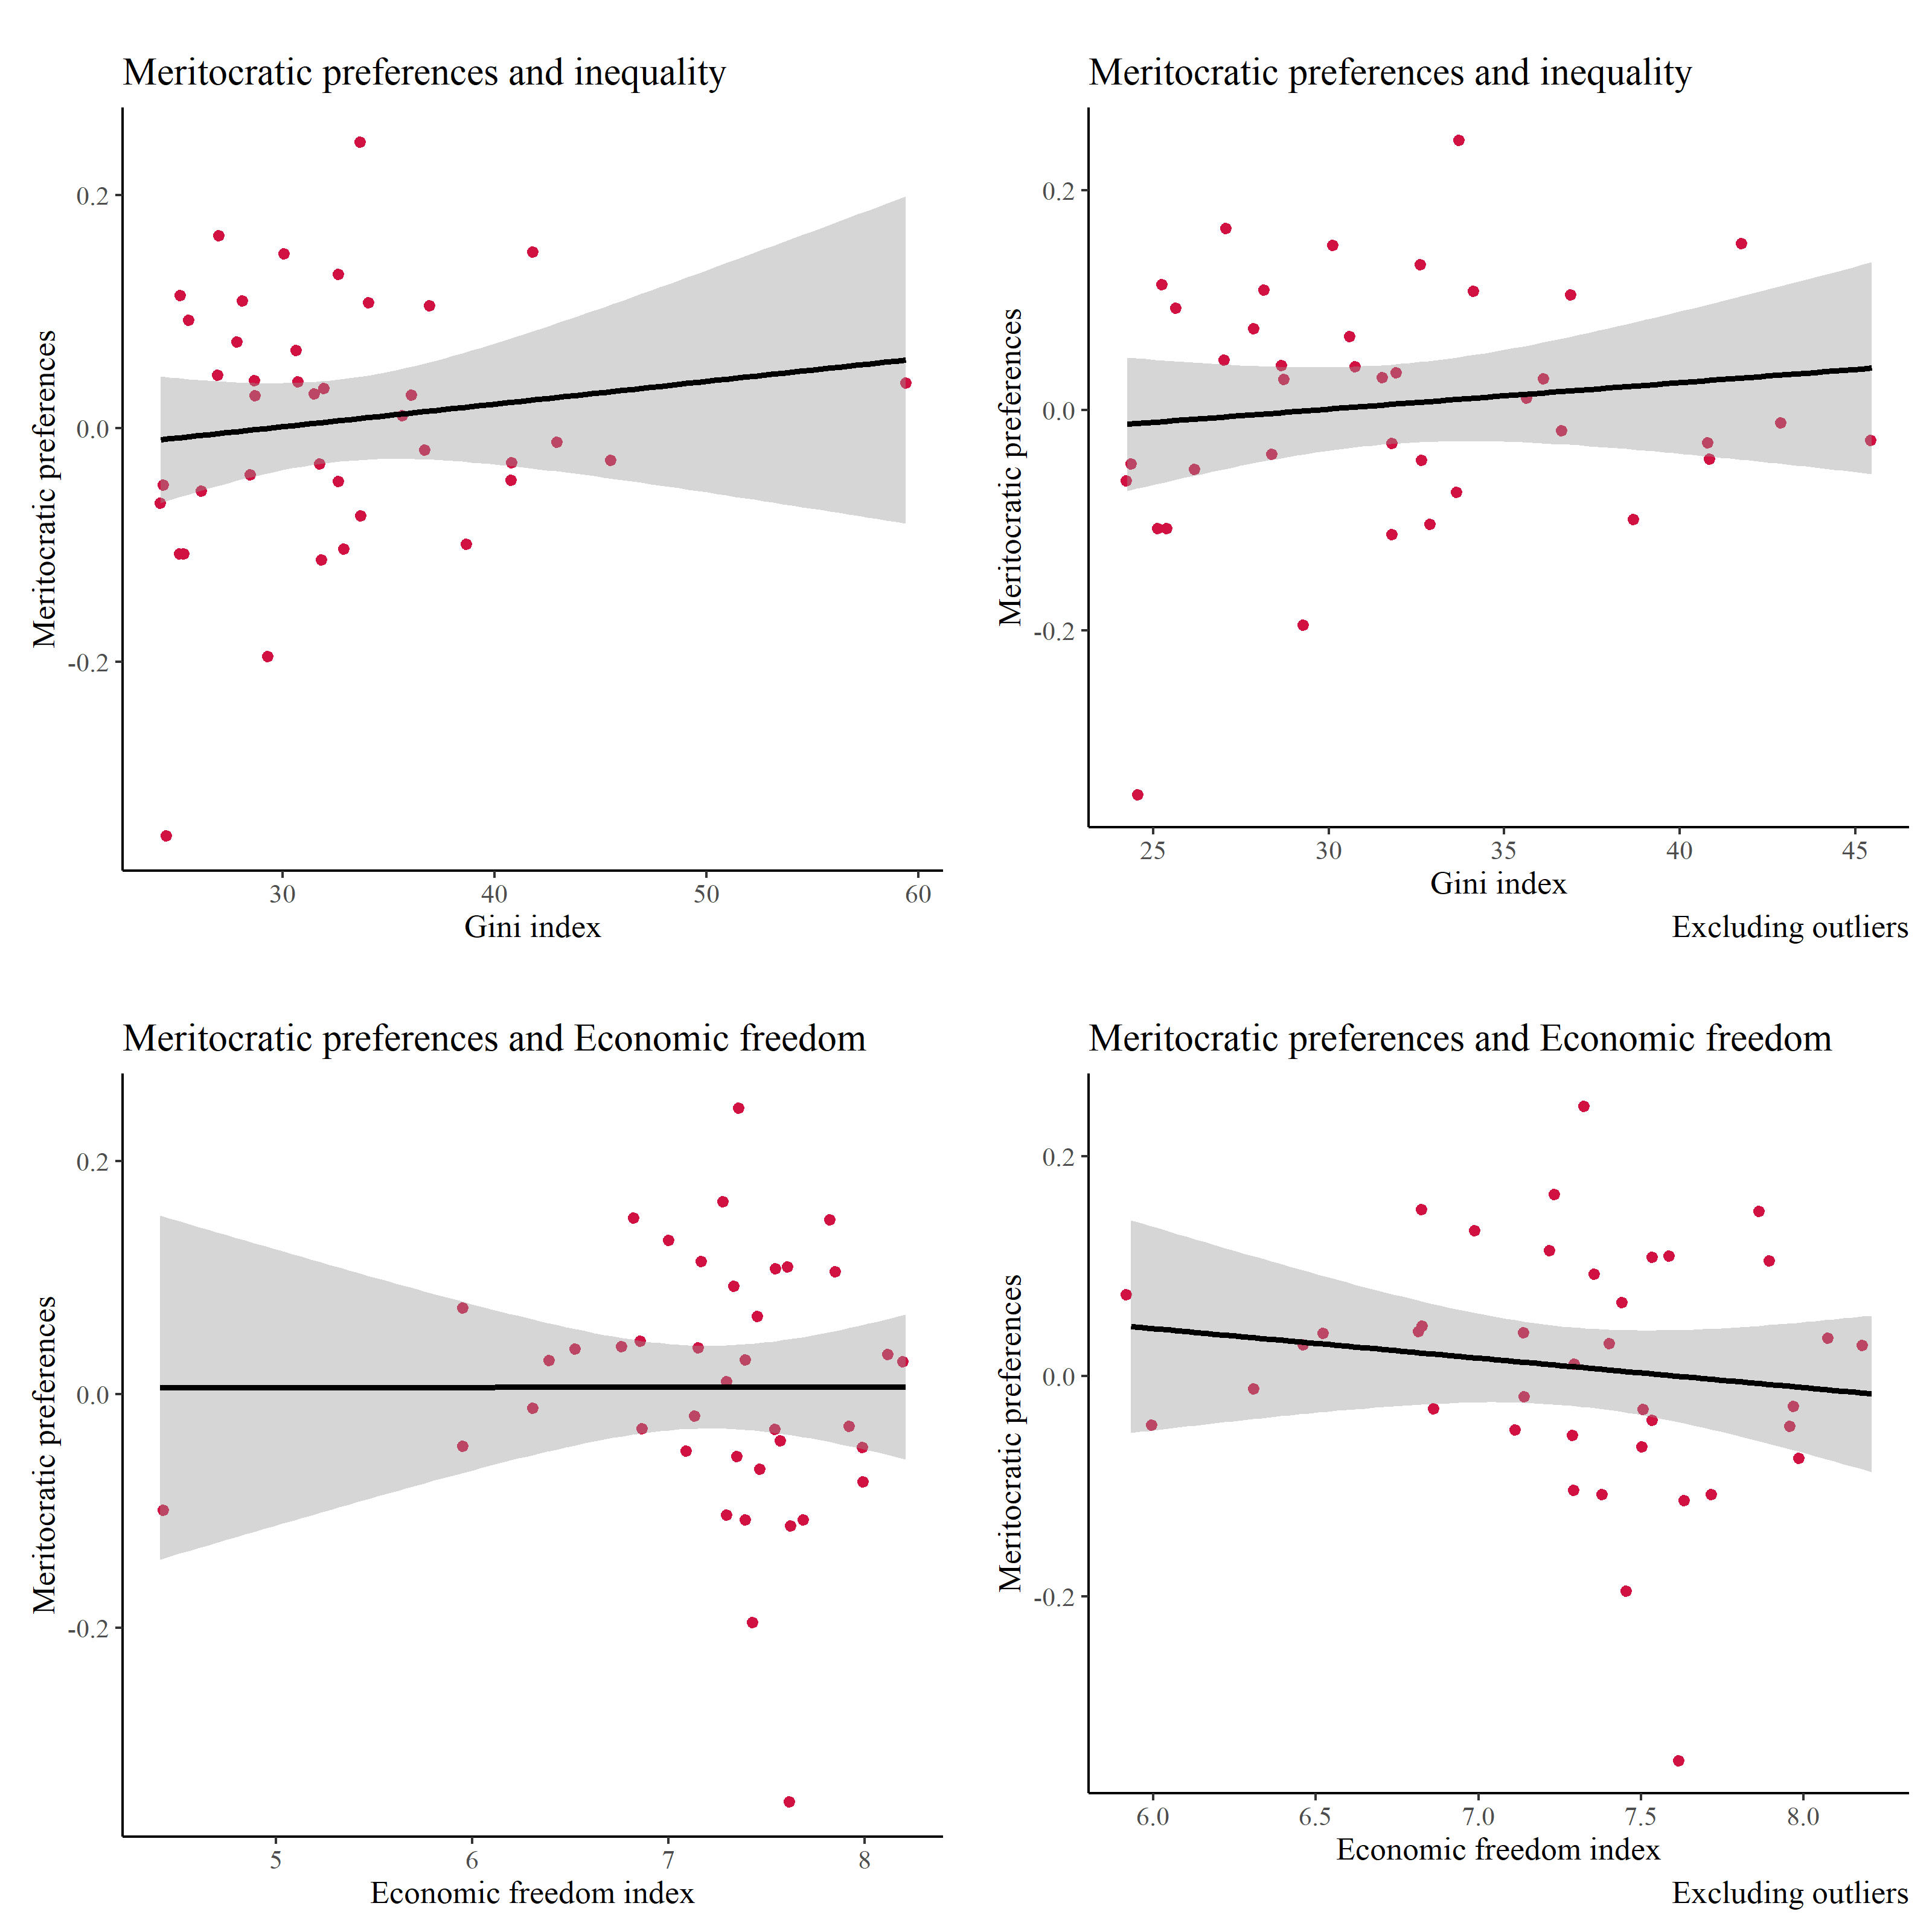 Meritocratic preferences and inequality
Meritocratic preferences
0.2
0.0
-0.2
30 40 50 60
Gini index
Meritocratic preferences and inequality
Meritocratic preferences
0.2
0.0
-0.2
25 30 35 40 45
Gini index
Excluding outliers
Meritocratic preferences and Economic freedom
Meritocratic preferences
0.2
0.0
-0.2
5 6 7 8
Economic freedom index
Meritocratic preferences and Economic freedom
Meritocratic preferences
0.2
0.0
-0.2
6.0 6.5 7.0 7.5 8.0
Economic freedom index
Excluding outliers